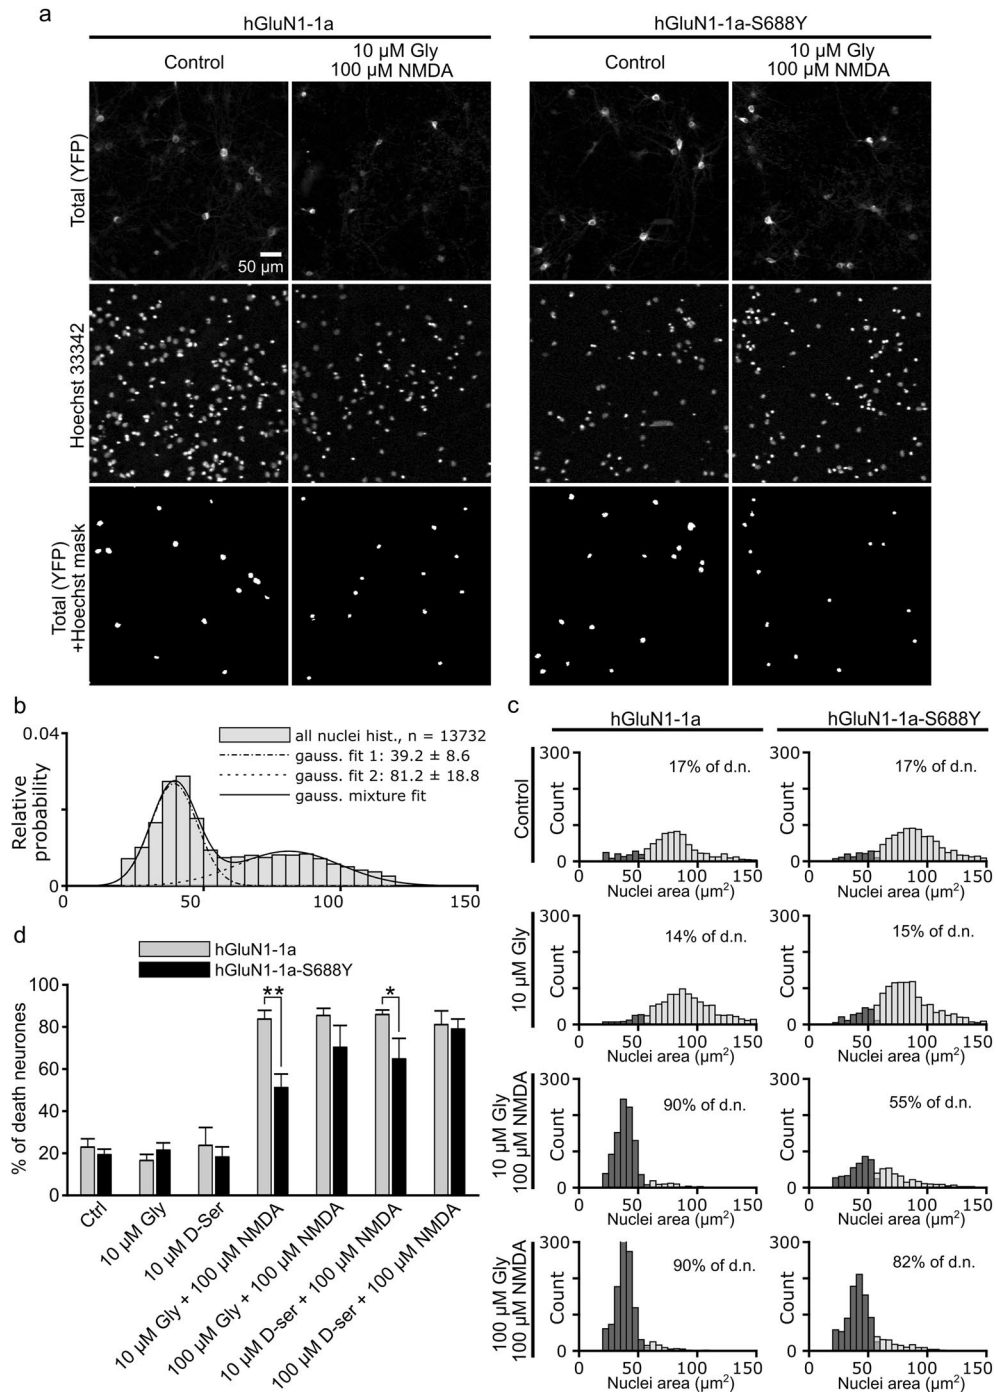 a
hGluN1-1a
hGluN1-1a-S688Y
Control
10 µM Gly
100 µM NMDA
Control
10 µM Gly
100 µM NMDA
Total (YFP)
50 µm
Hoechst 33342
Total (YFP)
+Hoechst mask
b
0.04
Relative
probability
0
all nuclei hist., n = 13732
gauss. fit 1: 39.2 ± 8.6
gauss. fit 2: 81.2 ± 18.8
gauss. mixture fit
0 50 100 150
c
hGluN1-1a
hGluN1-1a-S688Y
Control
300
Count
0
17% of d.n.
0 50 100 150
Nuclei area (µm²)
300
Count
0
17% of d.n.
0 50 100 150
Nuclei area (µm²)
10 µM Gly
300
Count
0
14% of d.n.
0 50 100 150
Nuclei area (µm²)
300
Count
0
15% of d.n.
0 50 100 150
Nuclei area (µm²)
10 µM Gly
100 µM NMDA
300
Count
0
90% of d.n.
0 50 100 150
Nuclei area (µm²)
300
Count
0
55% of d.n.
0 50 100 150
Nuclei area (µm²)
100 µM Gly
100 µM NMDA
300
Count
0
90% of d.n.
0 50 100 150
Nuclei area (µm²)
300
Count
0
82% of d.n.
0 50 100 150
Nuclei area (µm²)
d
hGluN1-1a
hGluN1-1a-S688Y
% of death neurones
100
80
60
40
20
0
**
*
Ctrl
10 µM Gly
10 µM D-Ser
10 µM Gly + 100 µM NMDA
100 µM Gly + 100 µM NMDA
10 µM D-ser + 100 µM NMDA
100 µM D-ser + 100 µM NMDA